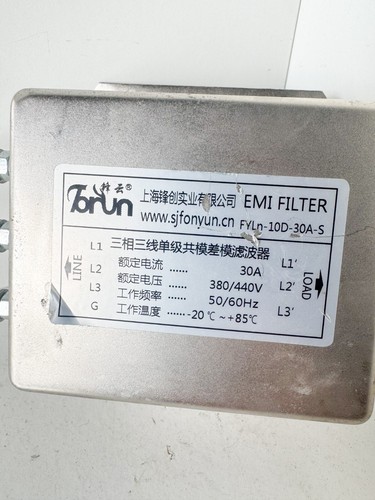 Forun 科云®
上海锋创实业有限公司 EMI FILTER
www.sjfonyun.cn FYLn-10D-30A-S
L1 三相三线单级共模差模滤波器 L1'
额定电流 ...... 30A
L2 额定电压 ...... 380/440V L2'
L3 工作频率 ...... 50/60Hz
G 工作温度 ...... -20℃~+85℃ L3'
LINE
LOAD